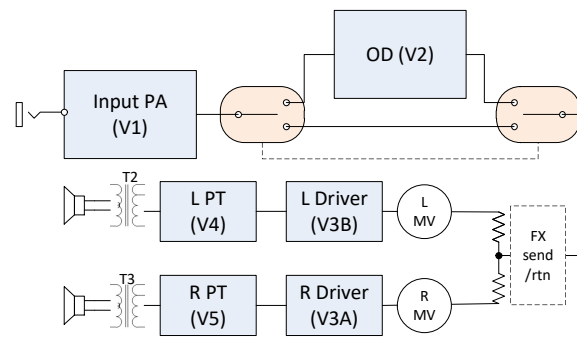 OD (V2)
Input PA
(V1)
T2
L PT
(V4)
L Driver
(V3B)
L
MV
FX
send
/rtn
T3
R PT
(V5)
R Driver
(V3A)
R
MV